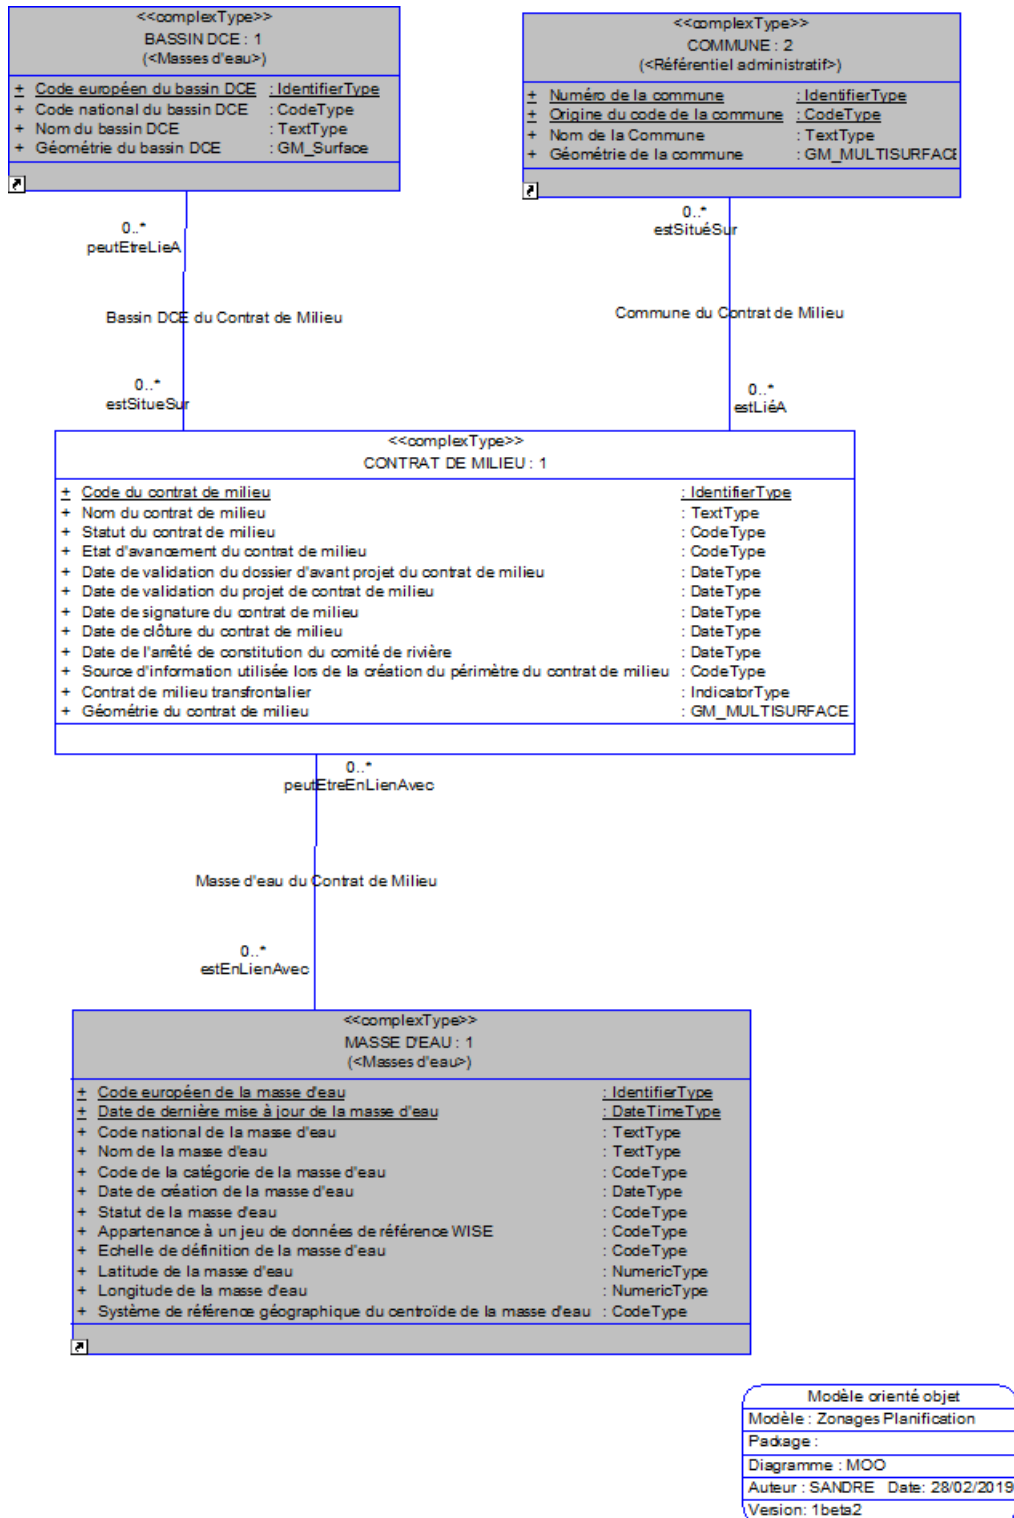 <<complexType>>
BASSIN DCE : 1
(<Masses d'eau>)
+ Code européen du bassin DCE : IdentifierType
+ Code national du bassin DCE : CodeType
+ Nom du bassin DCE : TextType
+ Géométrie du bassin DCE : GM_Surface
<<complexType>>
COMMUNE : 2
(<Référentiel administratif>)
+ Numéro de la commune : IdentifierType
+ Origine du code de la commune : CodeType
+ Nom de la Commune : TextType
+ Géométrie de la commune : GM_MULTISURFACE
0..*
peutEtreLieA
0..*
estSituéSur
Bassin DCE du Contrat de Milieu
Commune du Contrat de Milieu
0..*
estSitueSur
0..*
estLiéA
<<complexType>>
CONTRAT DE MILIEU : 1
+ Code du contrat de milieu : IdentifierType
+ Nom du contrat de milieu : TextType
+ Statut du contrat de milieu : CodeType
+ Etat d'avancement du contrat de milieu : CodeType
+ Date de validation du dossier d'avant projet du contrat de milieu : DateType
+ Date de validation du projet de contrat de milieu : DateType
+ Date de signature du contrat de milieu : DateType
+ Date de clôture du contrat de milieu : DateType
+ Date de l'arrêté de constitution du comité de rivière : DateType
+ Source d'information utilisée lors de la création du périmètre du contrat de milieu : CodeType
+ Contrat de milieu transfrontalier : IndicatorType
+ Géométrie du contrat de milieu : GM_MULTISURFACE
0..*
peutEtreEnLienAvec
Masse d'eau du Contrat de Milieu
0..*
estEnLienAvec
<<complexType>>
MASSE D'EAU : 1
(<Masses d'eau>)
+ Code européen de la masse d'eau : IdentifierType
+ Date de dernière mise à jour de la masse d'eau : DateTimeType
+ Code national de la masse d'eau : TextType
+ Nom de la masse d'eau : TextType
+ Code de la catégorie de la masse d'eau : CodeType
+ Date de création de la masse d'eau : DateType
+ Statut de la masse d'eau : CodeType
+ Appartenance à un jeu de données de référence WISE : CodeType
+ Echelle de définition de la masse d'eau : CodeType
+ Latitude de la masse d'eau : NumericType
+ Longitude de la masse d'eau : NumericType
+ Système de référence géographique du centroïde de la masse d'eau : CodeType
Modèle orienté objet
Modèle : Zonages Planification
Package :
Diagramme : MOO
Auteur : SANDRE Date: 28/02/2019
Version: 1beta2